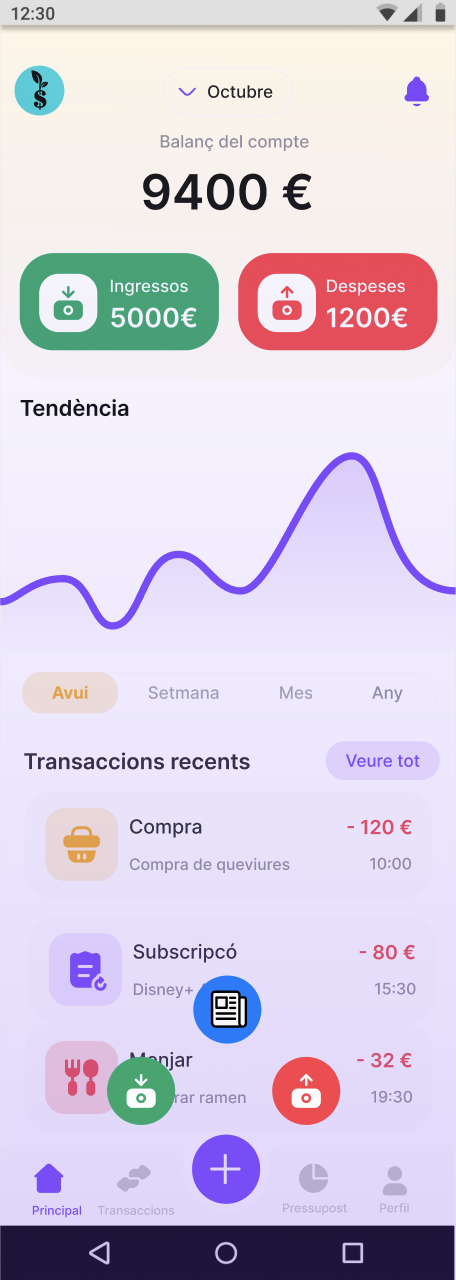 12:30
Octubre
Balanç del compte
9400 €
Ingressos
5000€
Despeses
1200€
Tendència
Avui Setmana Mes Any
Transaccions recents
Veure tot
Compra
- 120 €
Compra de queviures
10:00
Subscripcó
- 80 €
Disney+
15:30
Menjar
- 32 €
rar ramen
19:30
Principal
Transaccions
Pressupost
Perfil